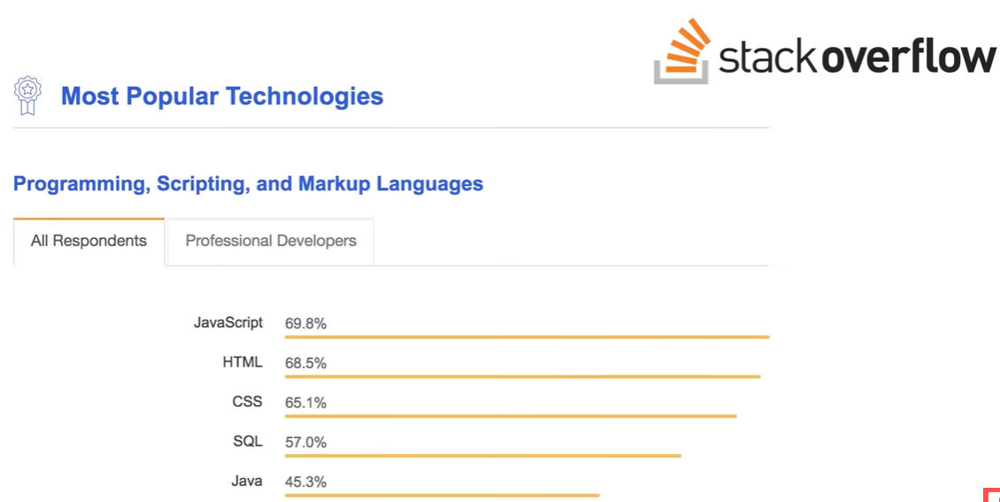 stackoverflow
Most Popular Technologies
Programming, Scripting, and Markup Languages
All Respondents Professional Developers
JavaScript 69.8%
HTML 68.5%
CSS 65.1%
SQL 57.0%
Java 45.3%